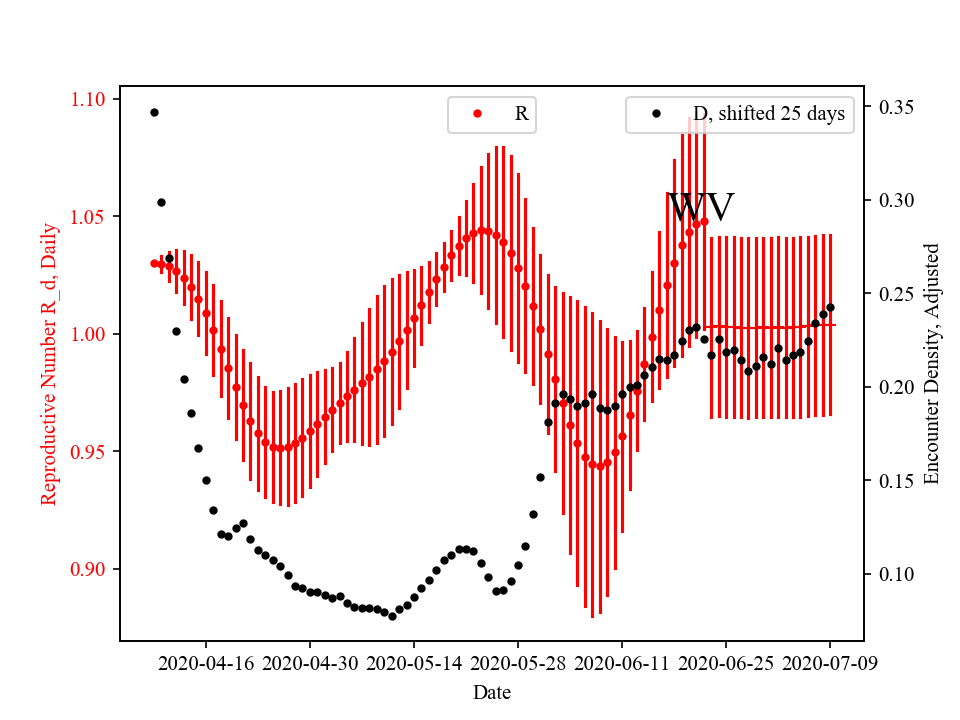 R
D, shifted 25 days
WV
Reproductive Number R_d, Daily
1.10
1.05
1.00
0.95
0.90
0.35
0.30
0.25
0.20
0.15
0.10
Encounter Density, Adjusted
2020-04-16 2020-04-30 2020-05-14 2020-05-28 2020-06-11 2020-06-25 2020-07-09
Date